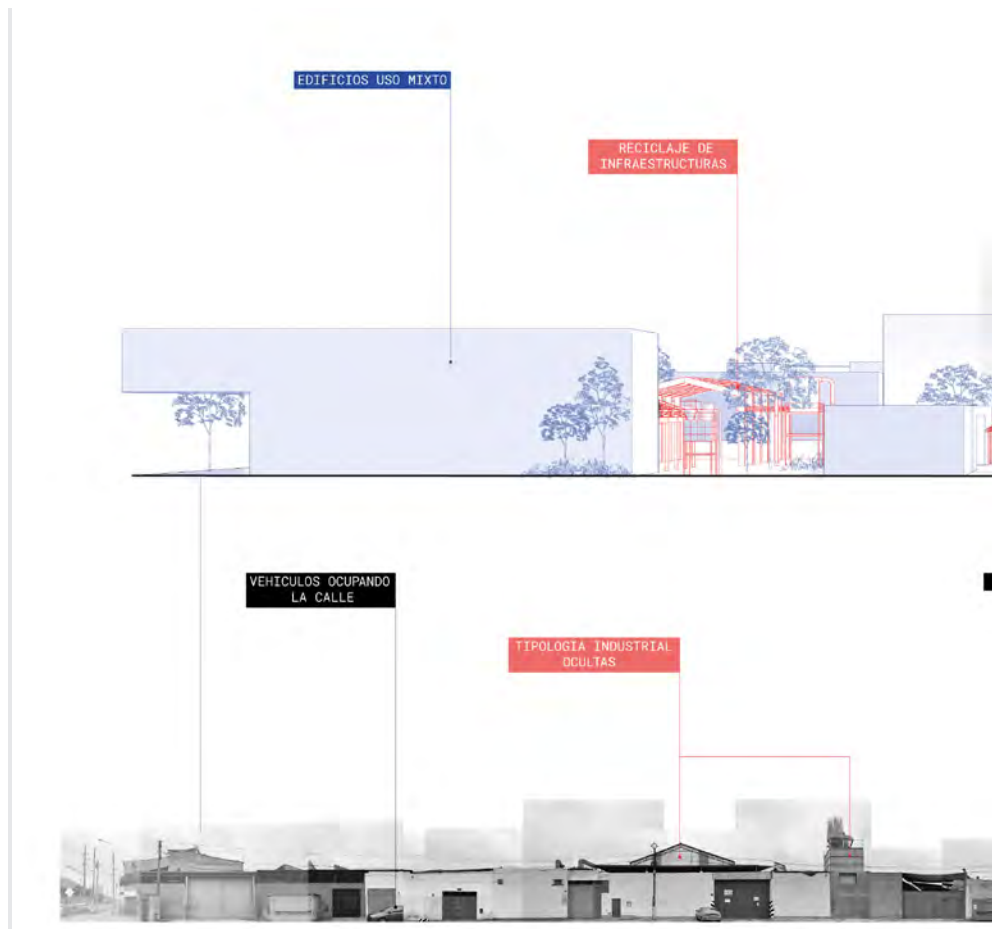 EDIFICIOS USO MIXTO
RECICLAJE DE
INFRAESTRUCTURAS
VEHICULOS OCUPANDO
LA CALLE
TIPOLOGIA INDUSTRIAL
OCULTAS